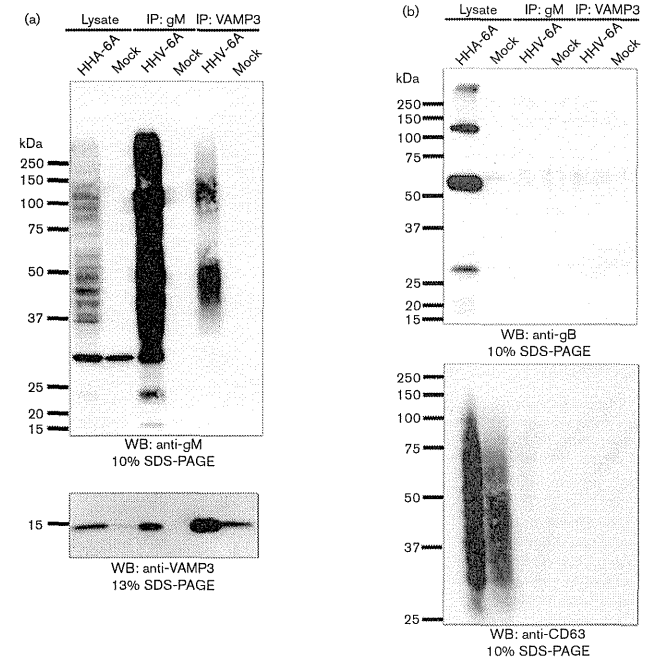 (a)
Lysate IP: gM IP: VAMP3
HHA-6A Mock HHV-6A Mock HHV-6A Mock
kDa
250
150
100
75
50
37
25
20
15
WB: anti-gM
10% SDS-PAGE
15
WB: anti-VAMP3
13% SDS-PAGE
(b)
Lysate IP: gM IP: VAMP3
HHA-6A Mock HHV-6A Mock HHV-6A Mock
kDa
250
150
100
75
50
37
25
20
15
WB: anti-gB
10% SDS-PAGE
250
150
100
75
50
37
25
WB: anti-CD63
10% SDS-PAGE